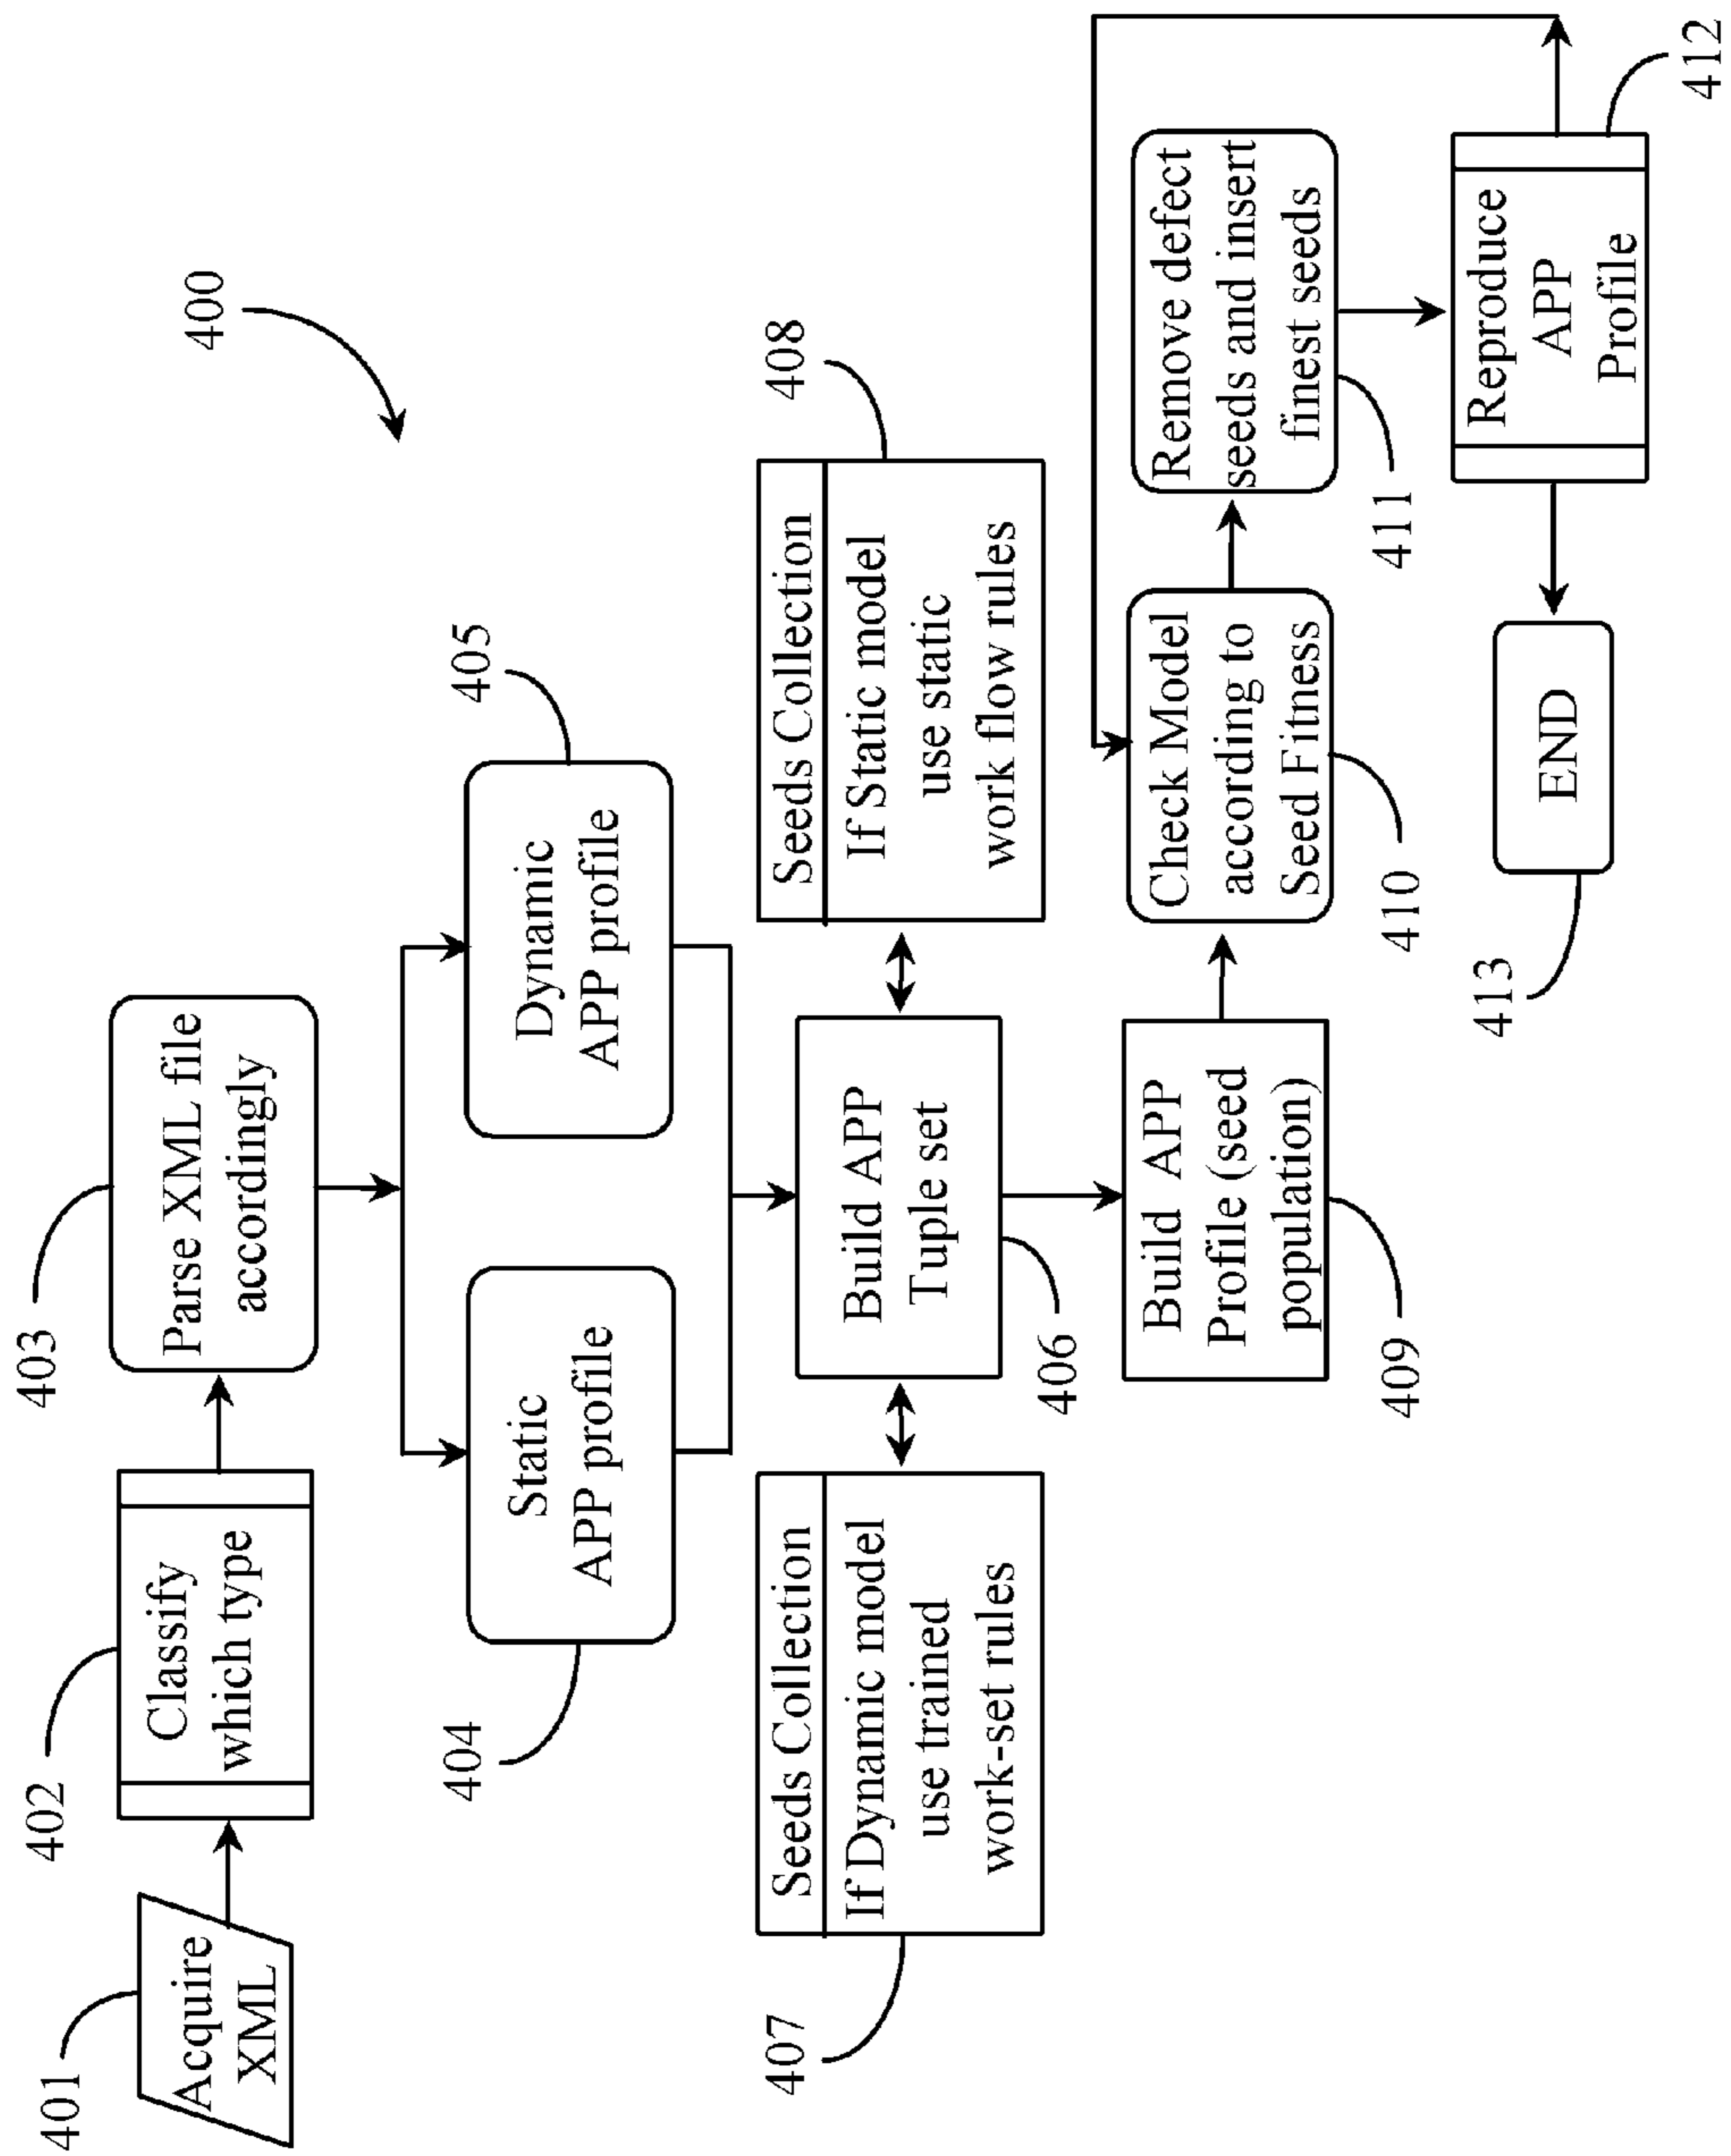 400
401
Acquire
XML
402
Classify
which type
403
Parse XML file
accordingly
404
Static
APP profile
405
Dynamic
APP profile
407
Seeds Collection
If Dynamic model
use trained
work-set rules
406
Build APP
Tuple set
408
Seeds Collection
If Static model
use static
work flow rules
409
Build APP
Profile (seed
population)
410
Check Model
according to
Seed Fitness
411
Remove defect
seeds and insert
finest seeds
412
Reproduce
APP
Profile
413
END